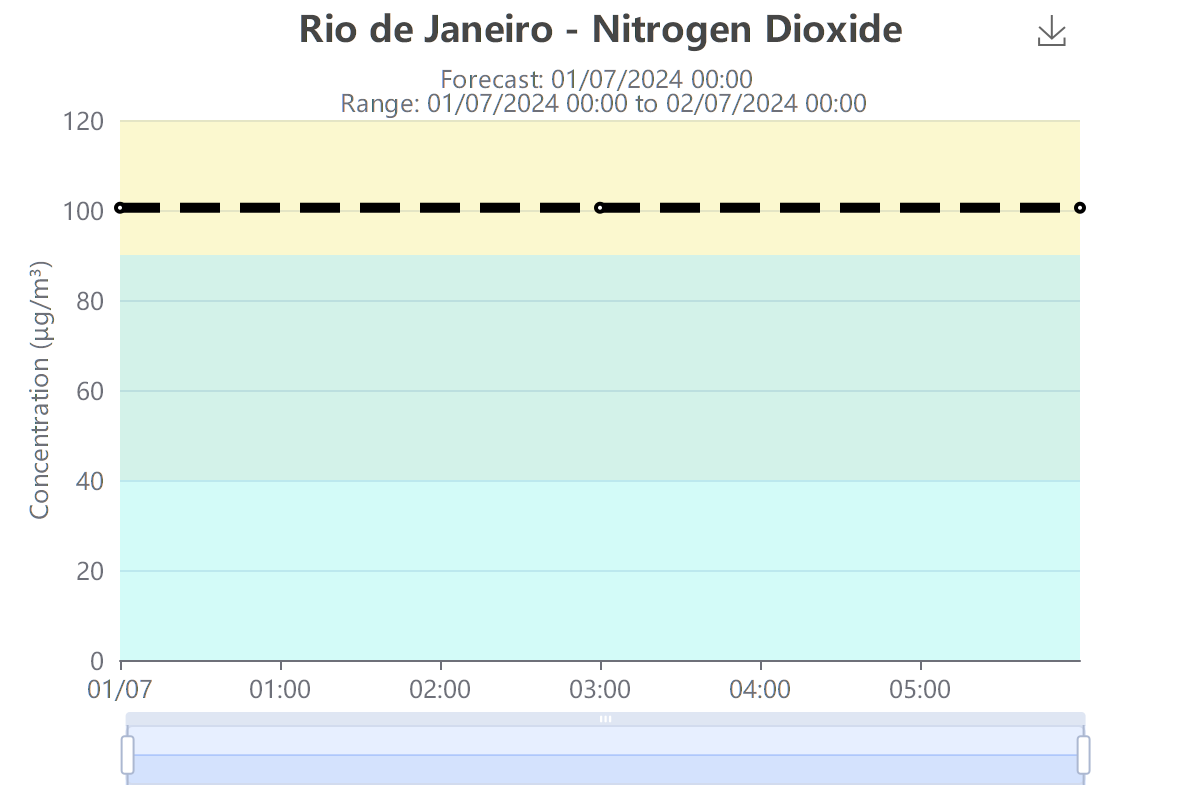 Rio de Janeiro - Nitrogen Dioxide
Forecast: 01/07/2024 00:00
Range: 01/07/2024 00:00 to 02/07/2024 00:00
Concentration (µg/m³)
120
100
80
60
40
20
0
01/07 01:00 02:00 03:00 04:00 05:00